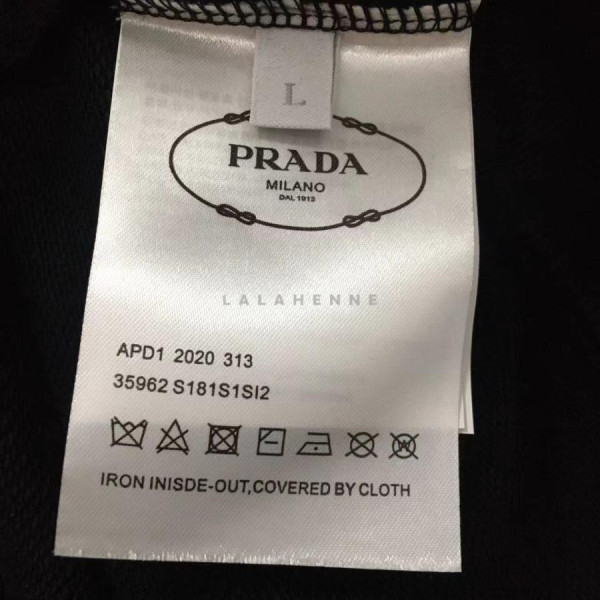 L
PRADA
MILANO
DAL 1913
LALAHENNE
APD1 2020 313
35962 S181S1SI2
IRON INISDE-OUT,COVERED BY CLOTH